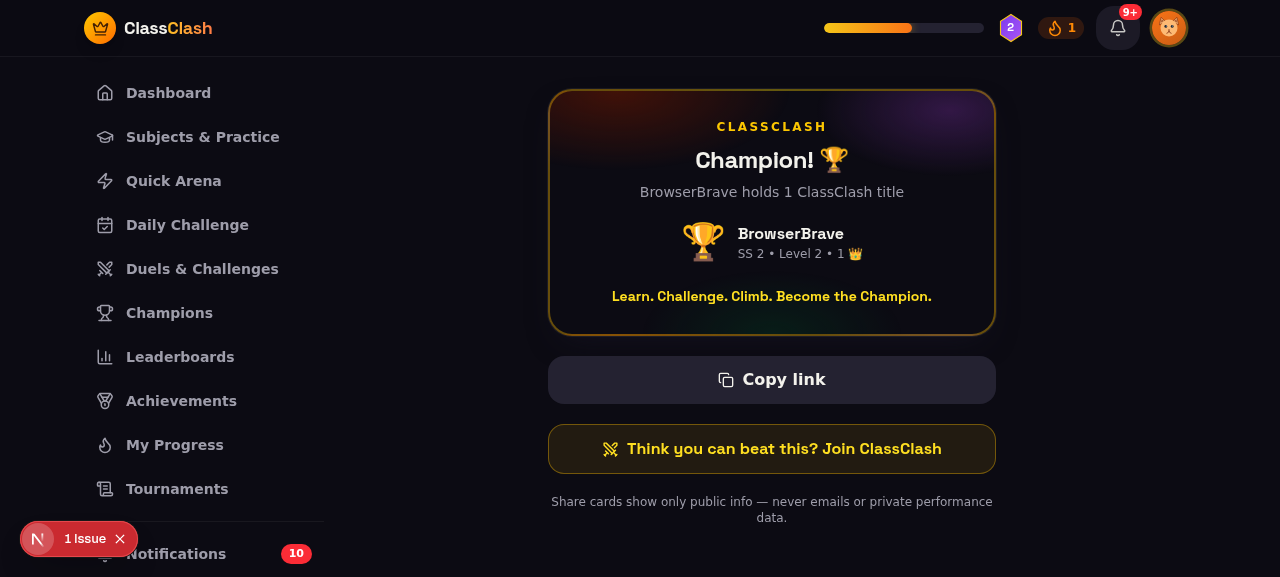 ClassClash
2
1
9+
Dashboard
Subjects & Practice
Quick Arena
Daily Challenge
Duels & Challenges
Champions
Leaderboards
Achievements
My Progress
Tournaments
Notifications
10
N
1 Issue
CLASSCLASH
Champion! 🏆
BrowserBrave holds 1 ClassClash title
BrowserBrave
SS 2 • Level 2 • 1 👑
Learn. Challenge. Climb. Become the Champion.
Copy link
Think you can beat this? Join ClassClash
Share cards show only public info — never emails or private performance
data.